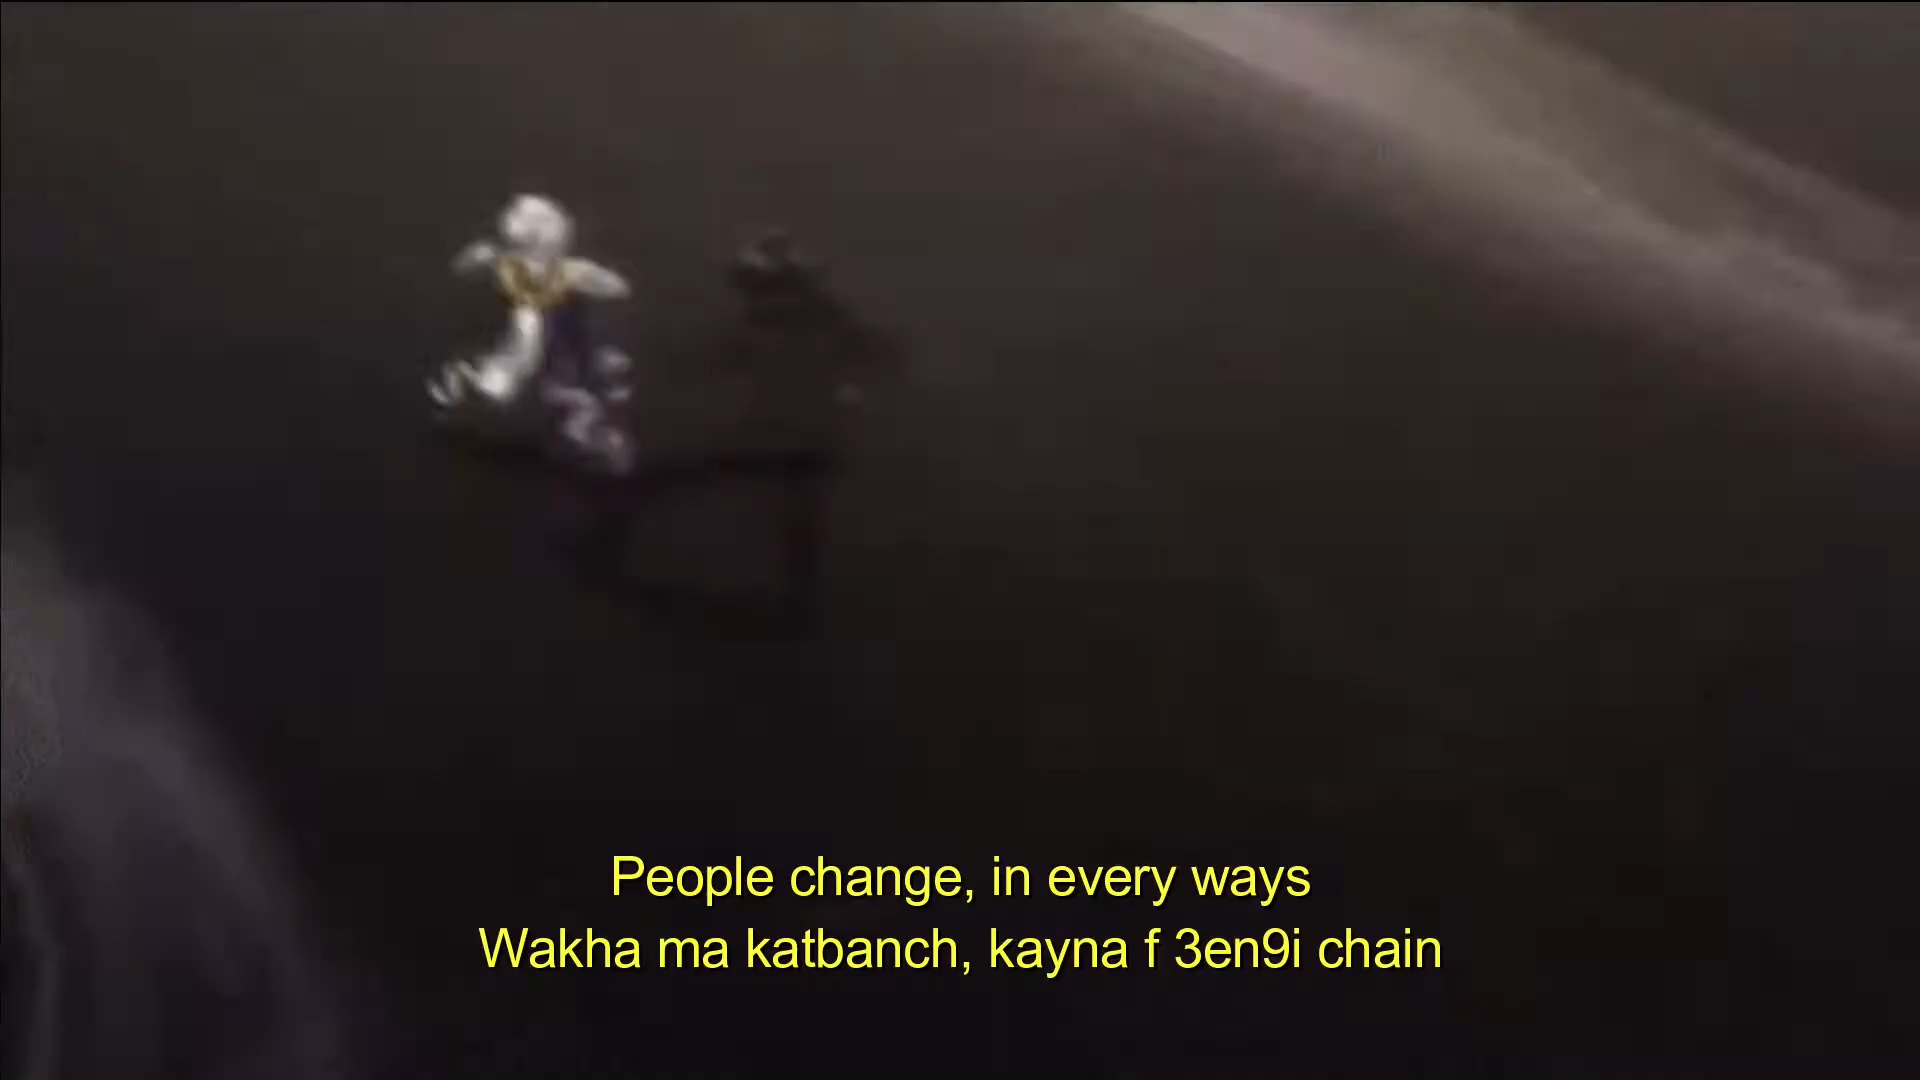 People change, in every ways
Wakha ma katbanch, kayna f 3en9i chain